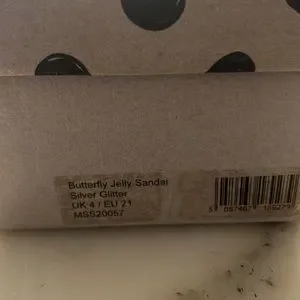 Butterfly Jelly Sandal
Silver Glitter
UK 4 / EU 21
MSS20057